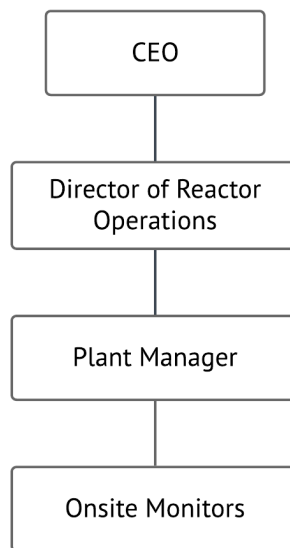 CEO
Director of Reactor
Operations
Plant Manager
Onsite Monitors